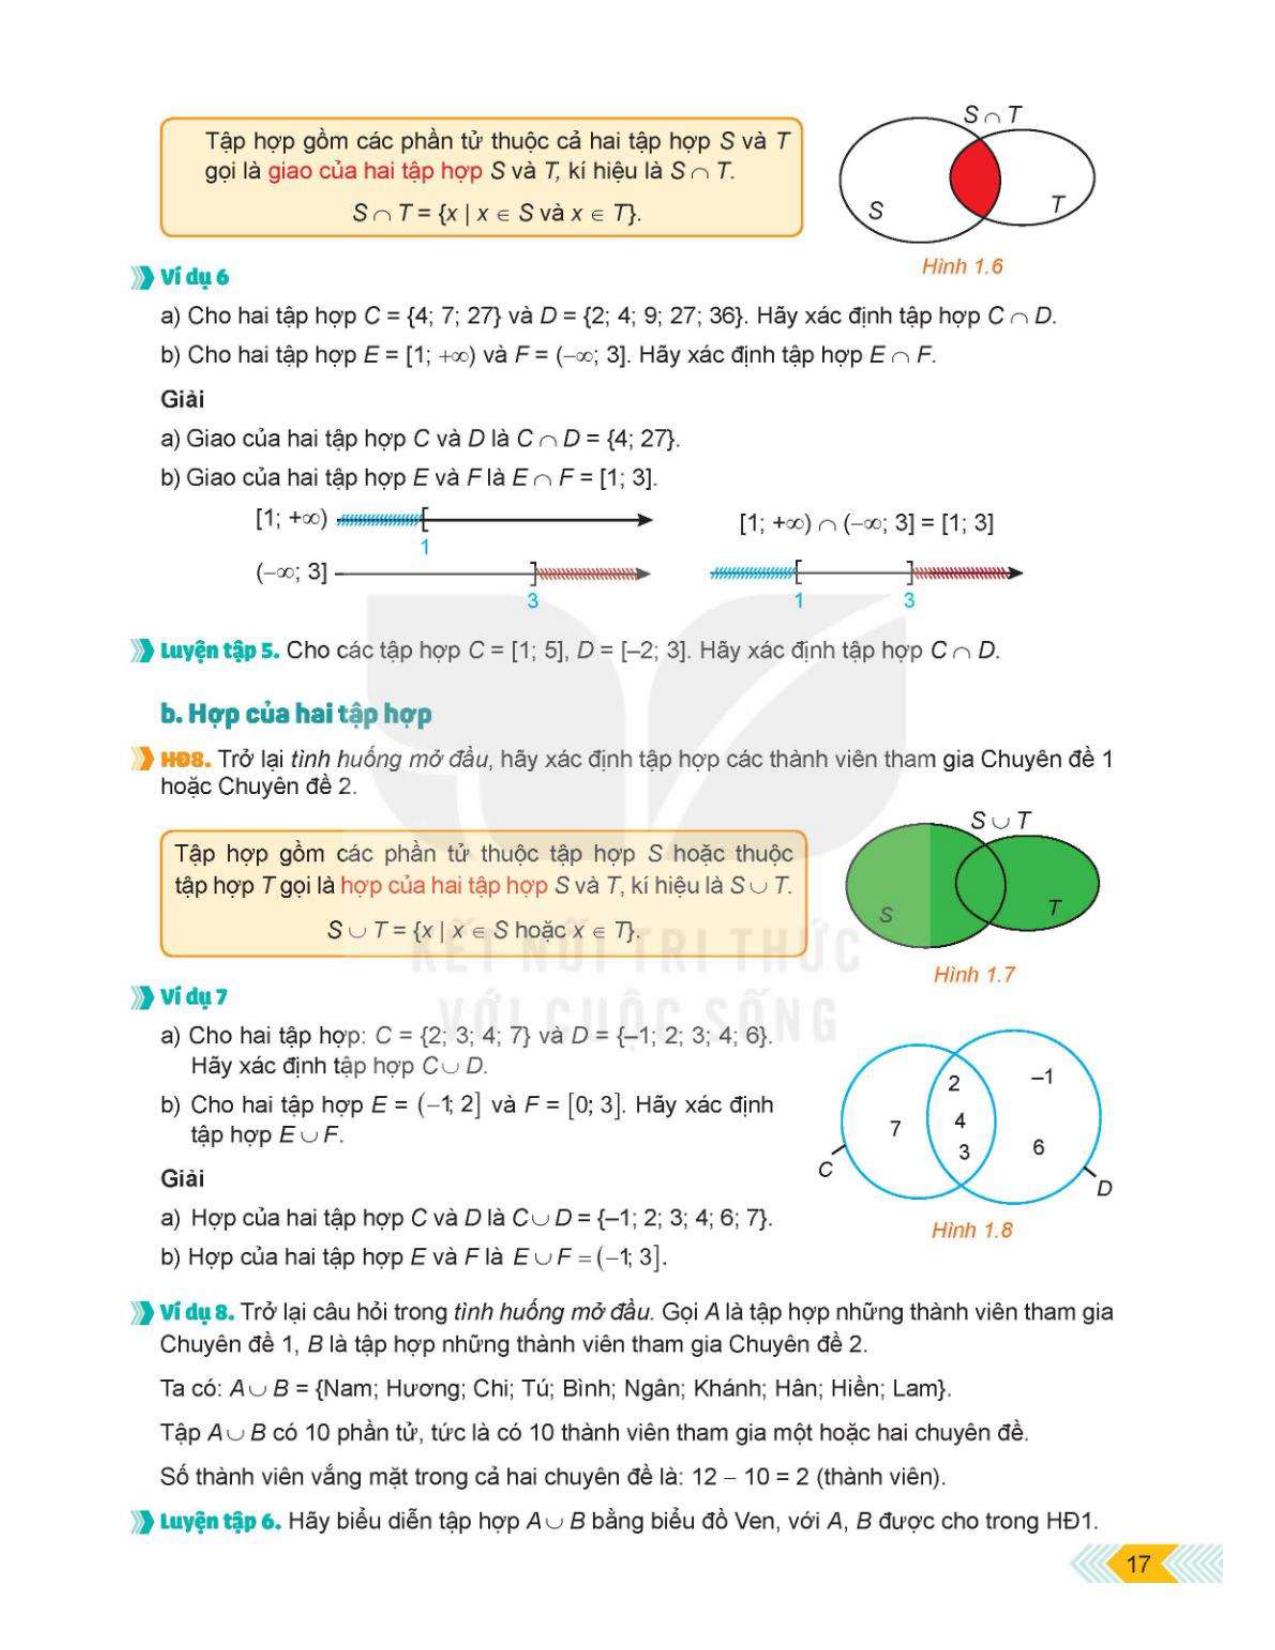 Tập hợp gồm các phần tử thuộc cả hai tập hợp S và T
gọi là giao của hai tập hợp S và T, kí hiệu là S ∩ T.
S ∩ T = {x | x ∈ S và x ∈ T}.
S ∩ T
S
T
Hình 1.6
Ví dụ 6
a) Cho hai tập hợp C = {4; 7; 27} và D = {2; 4; 9; 27; 36}. Hãy xác định tập hợp C ∩ D.
b) Cho hai tập hợp E = [1; +∞) và F = (–∞; 3]. Hãy xác định tập hợp E ∩ F.
Giải
a) Giao của hai tập hợp C và D là C ∩ D = {4; 27}.
b) Giao của hai tập hợp E và F là E ∩ F = [1; 3].
[1; +∞)
1
(–∞; 3]
3
[1; +∞) ∩ (–∞; 3] = [1; 3]
1 3
Luyện tập 5. Cho các tập hợp C = [1; 5], D = [–2; 3]. Hãy xác định tập hợp C ∩ D.
b. Hợp của hai tập hợp
HĐ8. Trở lại tình huống mở đầu, hãy xác định tập hợp các thành viên tham gia Chuyên đề 1
hoặc Chuyên đề 2.
Tập hợp gồm các phần tử thuộc tập hợp S hoặc thuộc
tập hợp T gọi là hợp của hai tập hợp S và T, kí hiệu là S ∪ T.
S ∪ T = {x | x ∈ S hoặc x ∈ T}.
S ∪ T
S
T
Hình 1.7
KẾT NỐI TRI THỨC
VỚI CUỘC SỐNG
Ví dụ 7
a) Cho hai tập hợp: C = {2; 3; 4; 7} và D = {–1; 2; 3; 4; 6}.
Hãy xác định tập hợp C ∪ D.
b) Cho hai tập hợp E = (–1; 2] và F = [0; 3]. Hãy xác định
tập hợp E ∪ F.
Giải
a) Hợp của hai tập hợp C và D là C ∪ D = {–1; 2; 3; 4; 6; 7}.
b) Hợp của hai tập hợp E và F là E ∪ F = (–1; 3].
2
–1
7
4
3
6
C
D
Hình 1.8
Ví dụ 8. Trở lại câu hỏi trong tình huống mở đầu. Gọi A là tập hợp những thành viên tham gia
Chuyên đề 1, B là tập hợp những thành viên tham gia Chuyên đề 2.
Ta có: A ∪ B = {Nam; Hương; Chi; Tú; Bình; Ngân; Khánh; Hân; Hiền; Lam}.
Tập A ∪ B có 10 phần tử, tức là có 10 thành viên tham gia một hoặc hai chuyên đề.
Số thành viên vắng mặt trong cả hai chuyên đề là: 12 – 10 = 2 (thành viên).
Luyện tập 6. Hãy biểu diễn tập hợp A ∪ B bằng biểu đồ Ven, với A, B được cho trong HĐ1.
17